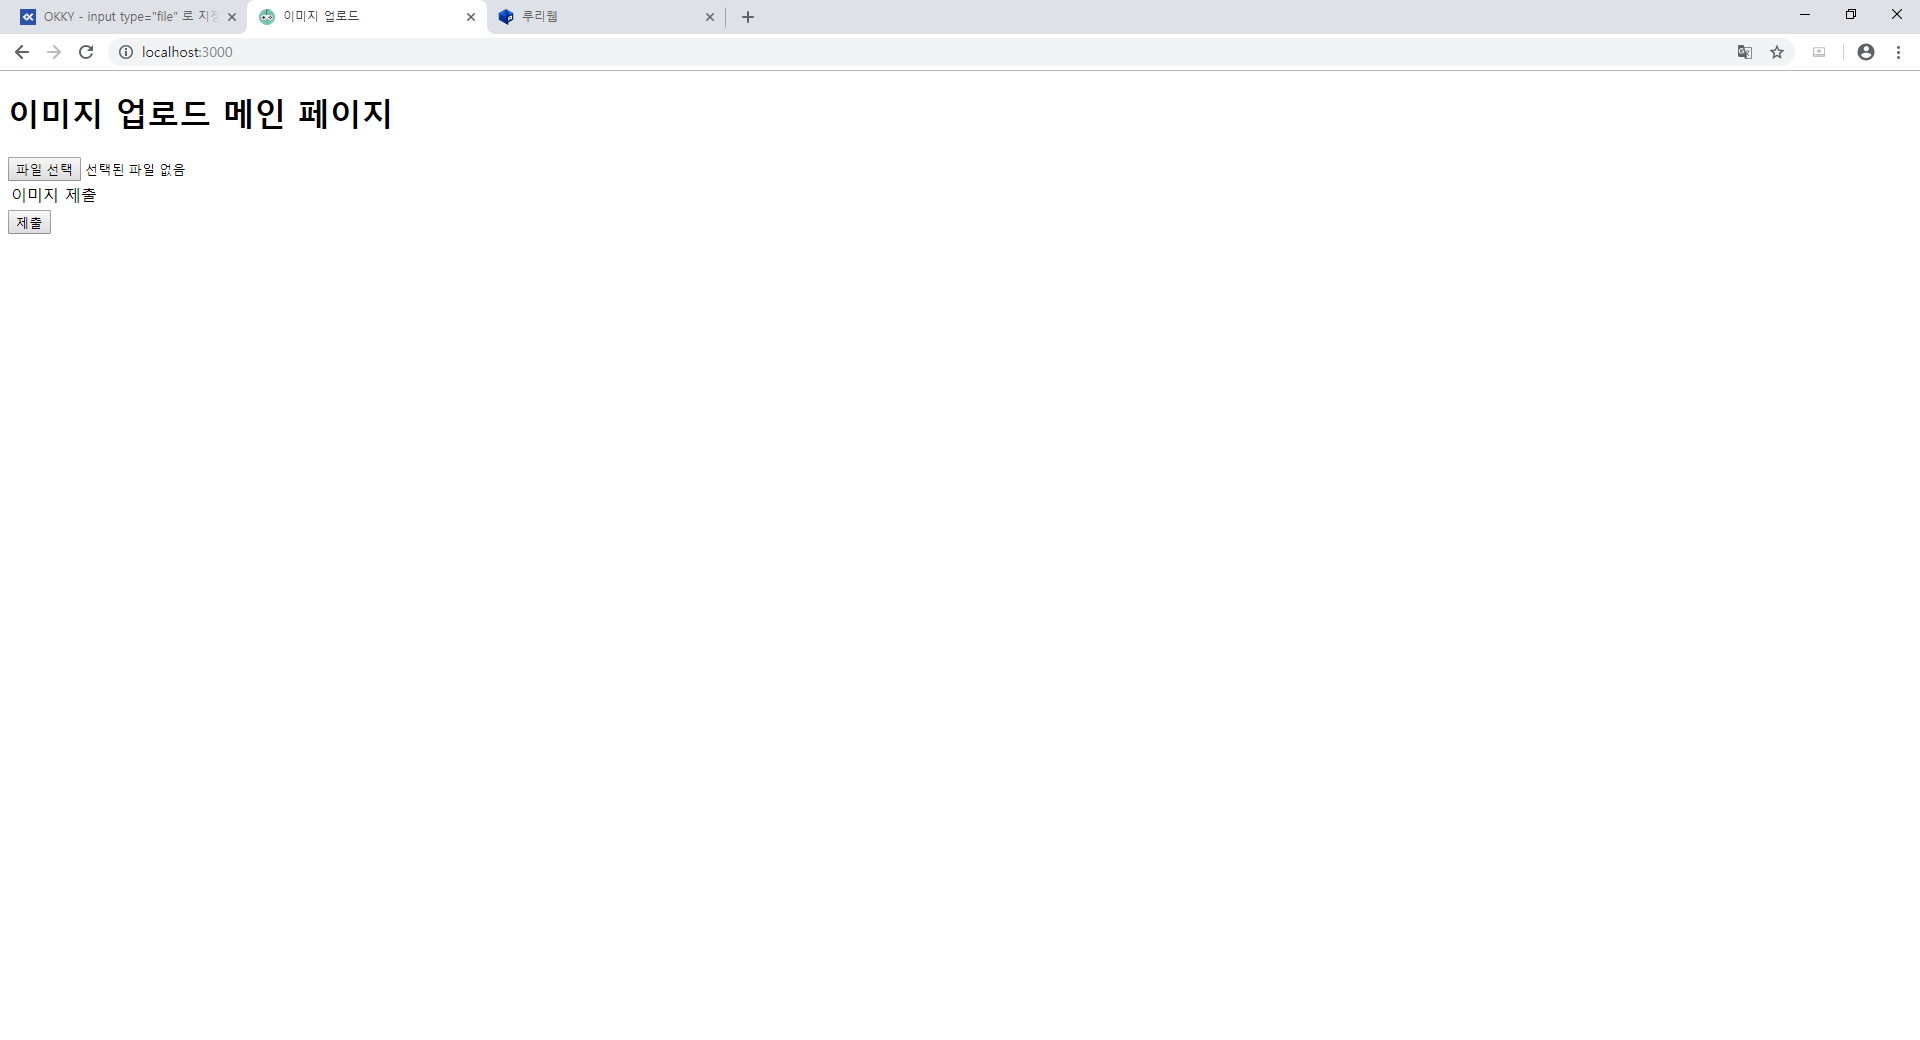 OKKY - input type="file" 로 지정
이미지 업로드
루리웹
localhost:3000
이미지 업로드 메인 페이지
파일 선택 선택된 파일 없음
이미지 제출
제출